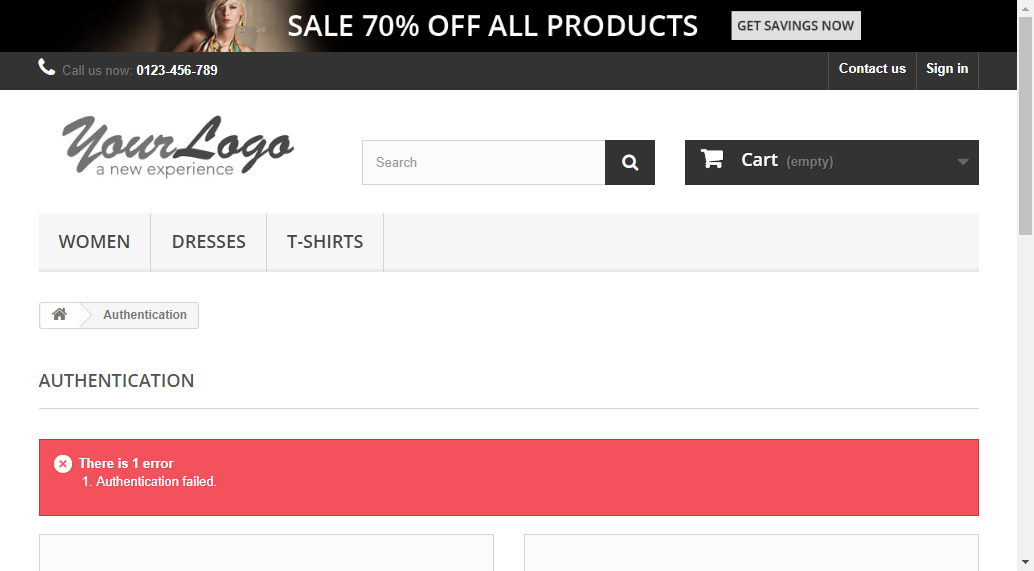 SALE 70% OFF ALL PRODUCTS
GET SAVINGS NOW
Call us now: 0123-456-789
Contact us
Sign in
YourLogo
a new experience
Search
Cart (empty)
WOMEN
DRESSES
T-SHIRTS
Authentication
AUTHENTICATION
There is 1 error
1. Authentication failed.